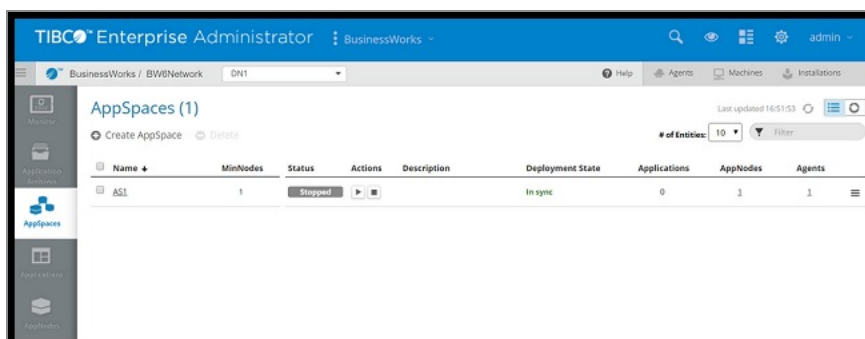 TIBCO™ Enterprise Administrator BusinessWorks admin
BusinessWorks / BW6Network DN1 Help Agents Machines Installations
Monitor
AppSpaces (1) Last updated 16:51:53
Create AppSpace Delete # of Entities: 10 Filter
Application
Archives
Name MinNodes Status Actions Description Deployment State Applications AppNodes Agents
AS1 1 Stopped In sync 0 1 1
AppSpaces
Applications
AppNodes